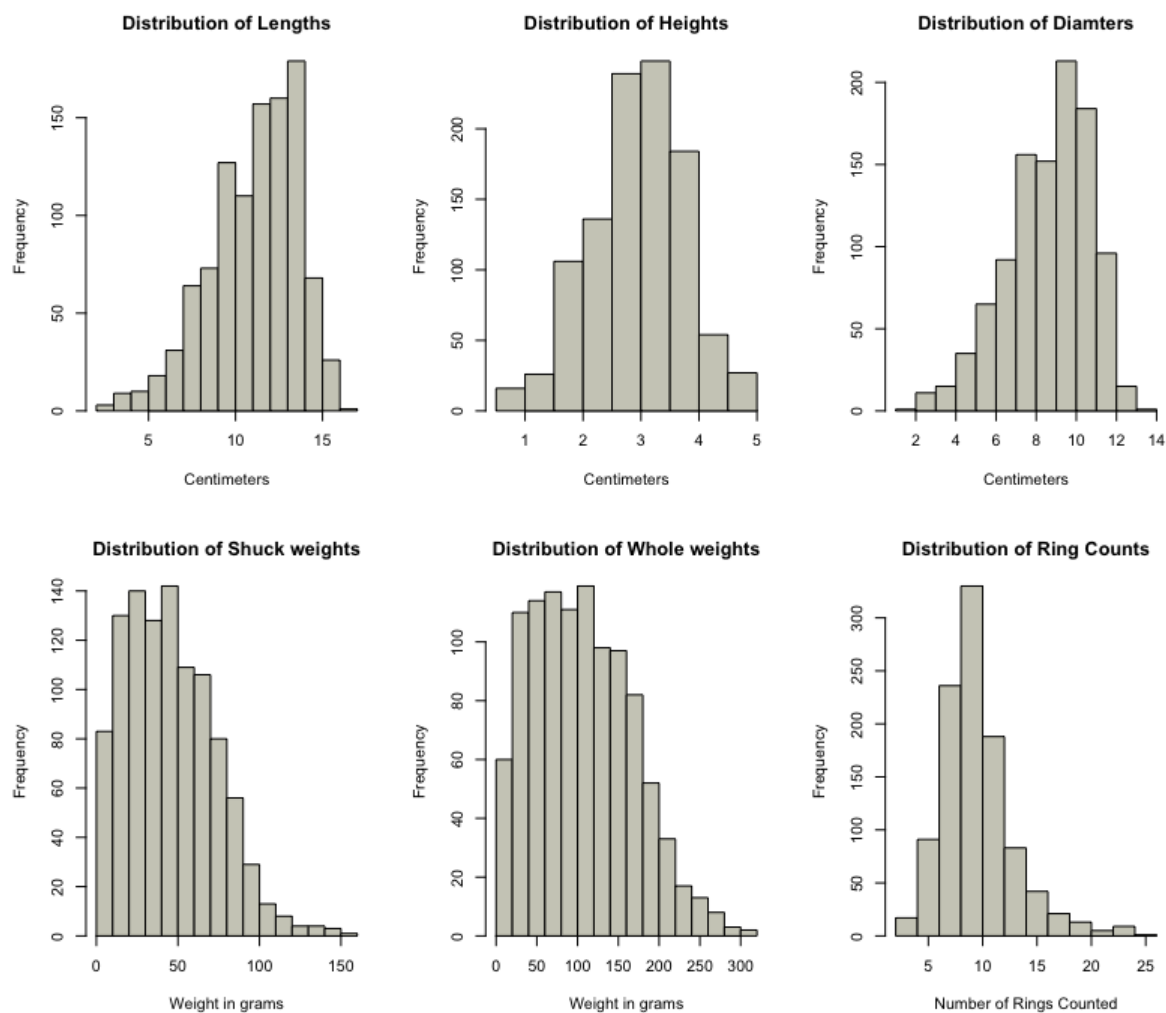 Distribution of Lengths
Frequency
0 50 100 150
5 10 15
Centimeters
Distribution of Heights
Frequency
0 50 100 150 200
1 2 3 4 5
Centimeters
Distribution of Diamters
Frequency
0 50 100 150 200
2 4 6 8 10 12 14
Centimeters
Distribution of Shuck weights
Frequency
0 20 40 60 80 100 120 140
0 50 100 150
Weight in grams
Distribution of Whole weights
Frequency
0 20 40 60 80 100
0 50 100 150 200 250 300
Weight in grams
Distribution of Ring Counts
Frequency
0 50 100 150 200 250 300
5 10 15 20 25
Number of Rings Counted